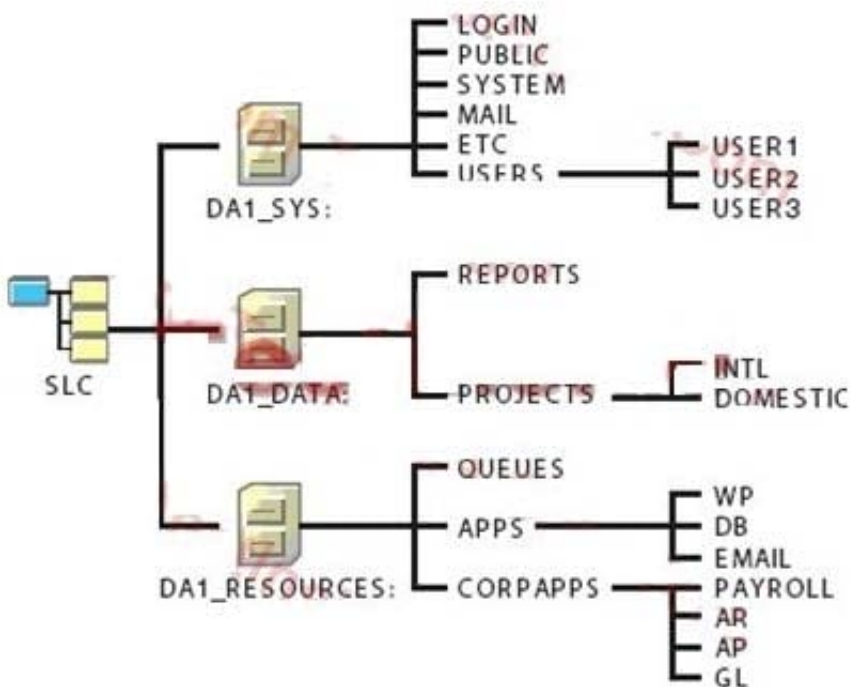 LOGIN
PUBLIC
SYSTEM
MAIL
ETC
USERS
USER1
USER2
USER3
DA1_SYS:
REPORTS
SLC
DA1_DATA:
PROJECTS
INTL
DOMESTIC
QUEUES
APPS
WP
DB
EMAIL
DA1_RESOURCES:
CORPAPPS
PAYROLL
AR
AP
GL